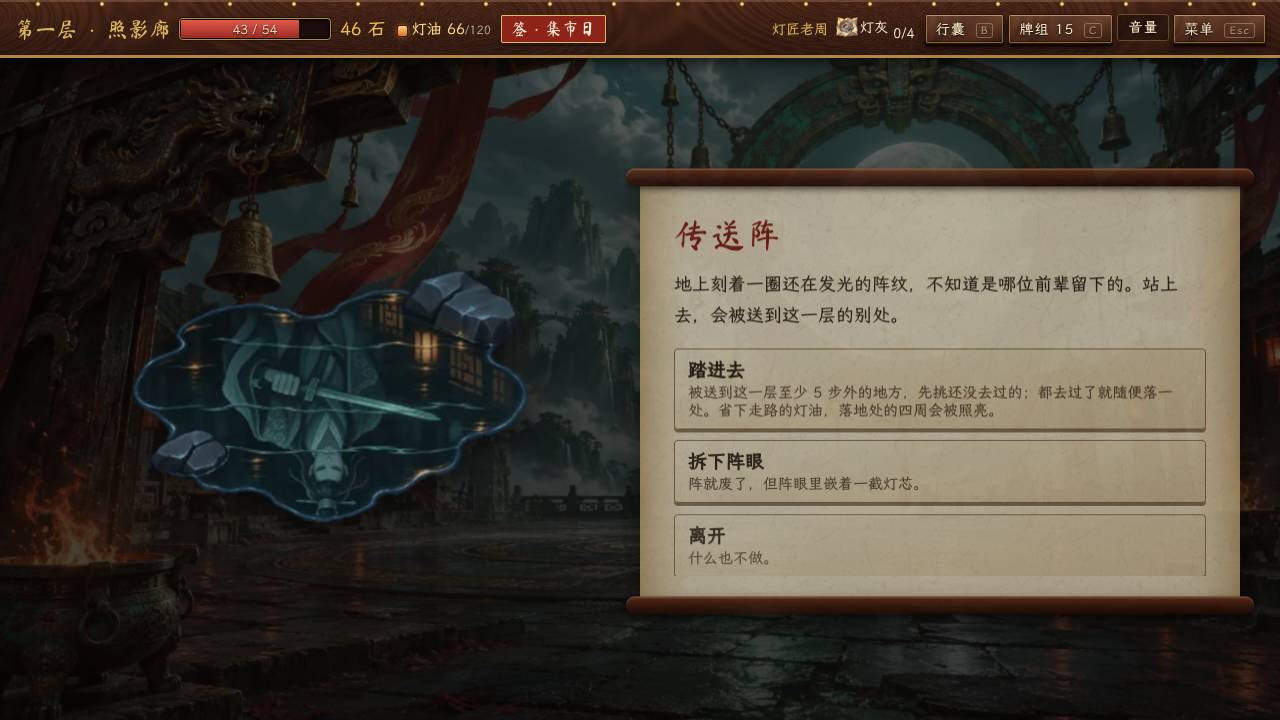 第一层 · 照影廊
43 / 54
46 石
灯油 66/120
签 · 集市日
灯匠老周
灯灰 0/4
行囊 B
牌组 15 C
音量
菜单 Esc
传送阵
地上刻着一圈还在发光的阵纹，不知道是哪位前辈留下的。站上
去，会被送到这一层的别处。
踏进去
被送到这一层至少 5 步外的地方，先挑还没去过的；都去过了就随便落一
处。省下走路的灯油，落地处的四周会被照亮。
拆下阵眼
阵就废了，但阵眼里嵌着一截灯芯。
离开
什么也不做。